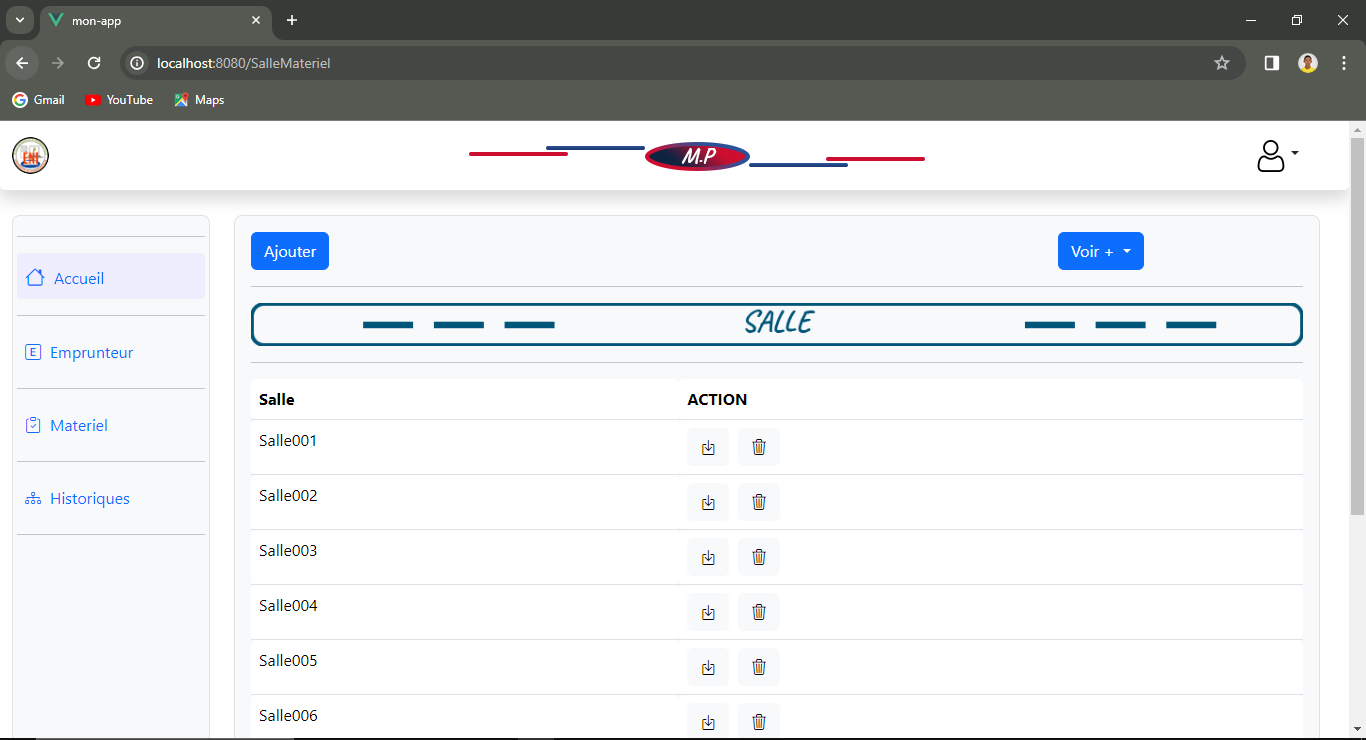 mon-app
localhost:8080/SalleMateriel
Gmail YouTube Maps
M.P
Ajouter Voir +
Accueil
SALLE
Emprunteur
Salle ACTION
Materiel
Salle001
Salle002
Historiques
Salle003
Salle004
Salle005
Salle006